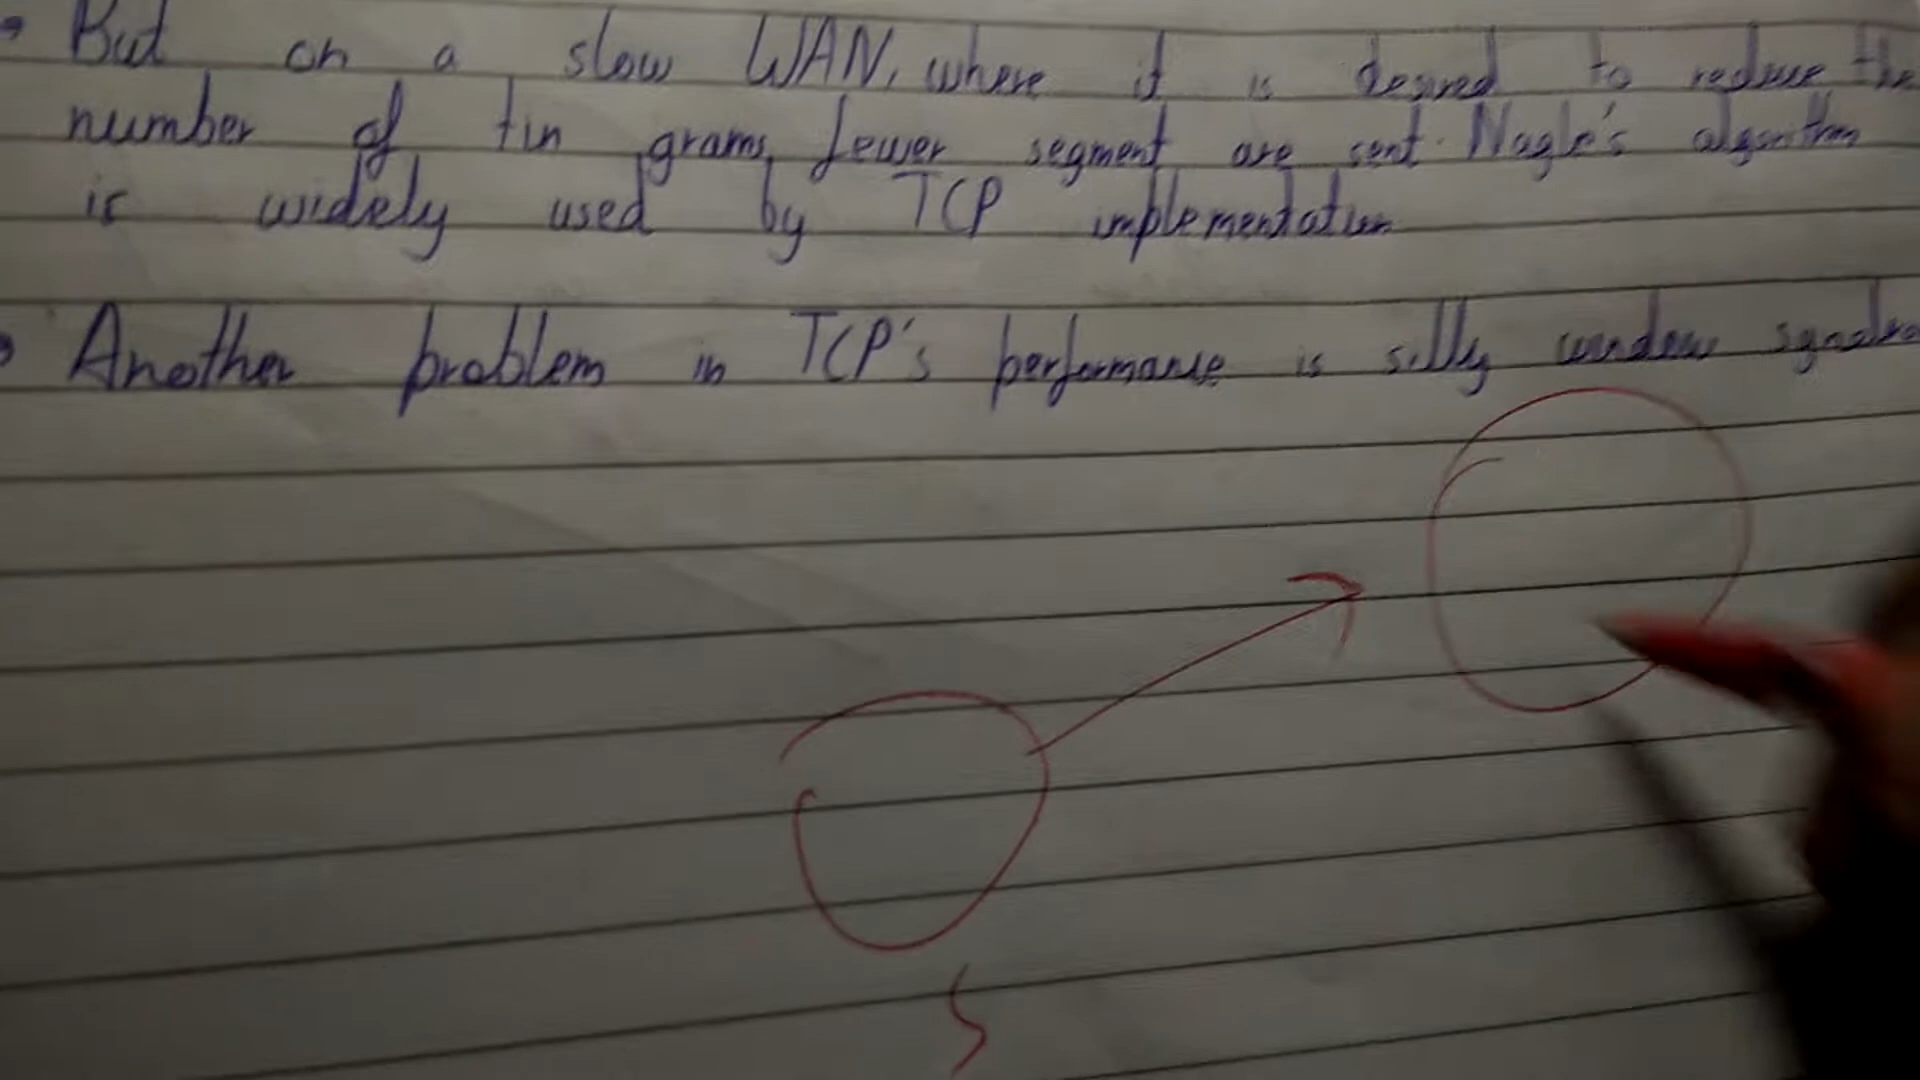 But on a slow WAN, where it is desired to reduce the
number of tin grams, fewer segment are sent. Nagle's algorithm
is widely used by TCP implementation
Another problem in TCP's performance is silly window
S